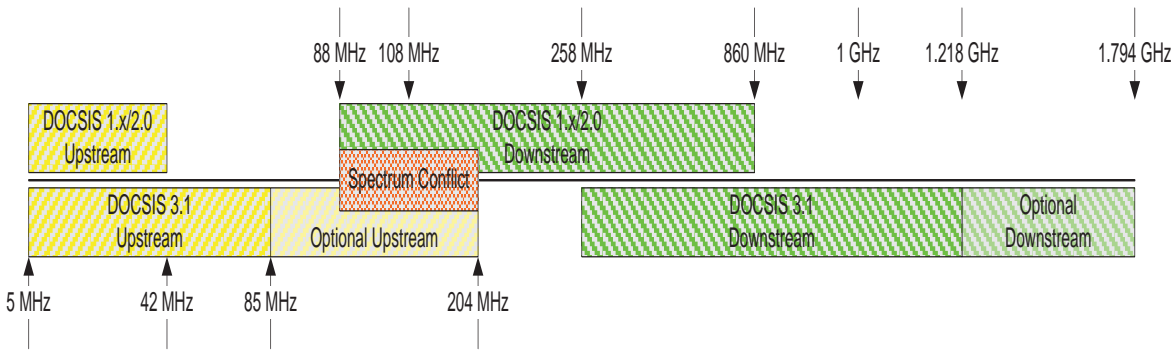 88 MHz 108 MHz 258 MHz 860 MHz 1 GHz 1.218 GHz 1.794 GHz
DOCSIS 1.x/2.0
Upstream
DOCSIS 1.x/2.0
Downstream
Spectrum Conflict
DOCSIS 3.1
Upstream
Optional Upstream
DOCSIS 3.1
Downstream
Optional
Downstream
5 MHz 42 MHz 85 MHz 204 MHz